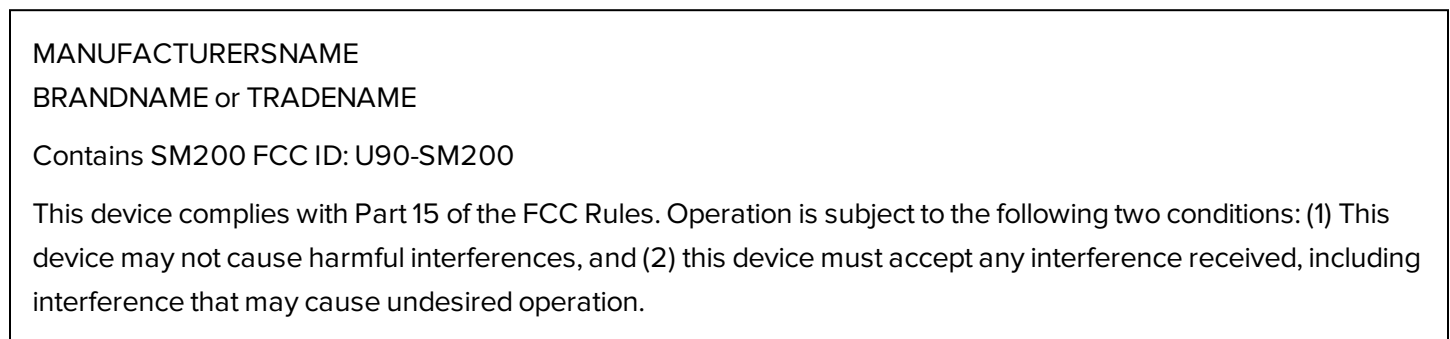 MANUFACTURERSNAME
BRANDNAME or TRADENAME
Contains SM200 FCC ID: U90-SM200
This device complies with Part 15 of the FCC Rules. Operation is subject to the following two conditions: (1) This
device may not cause harmful interferences, and (2) this device must accept any interference received, including
interference that may cause undesired operation.